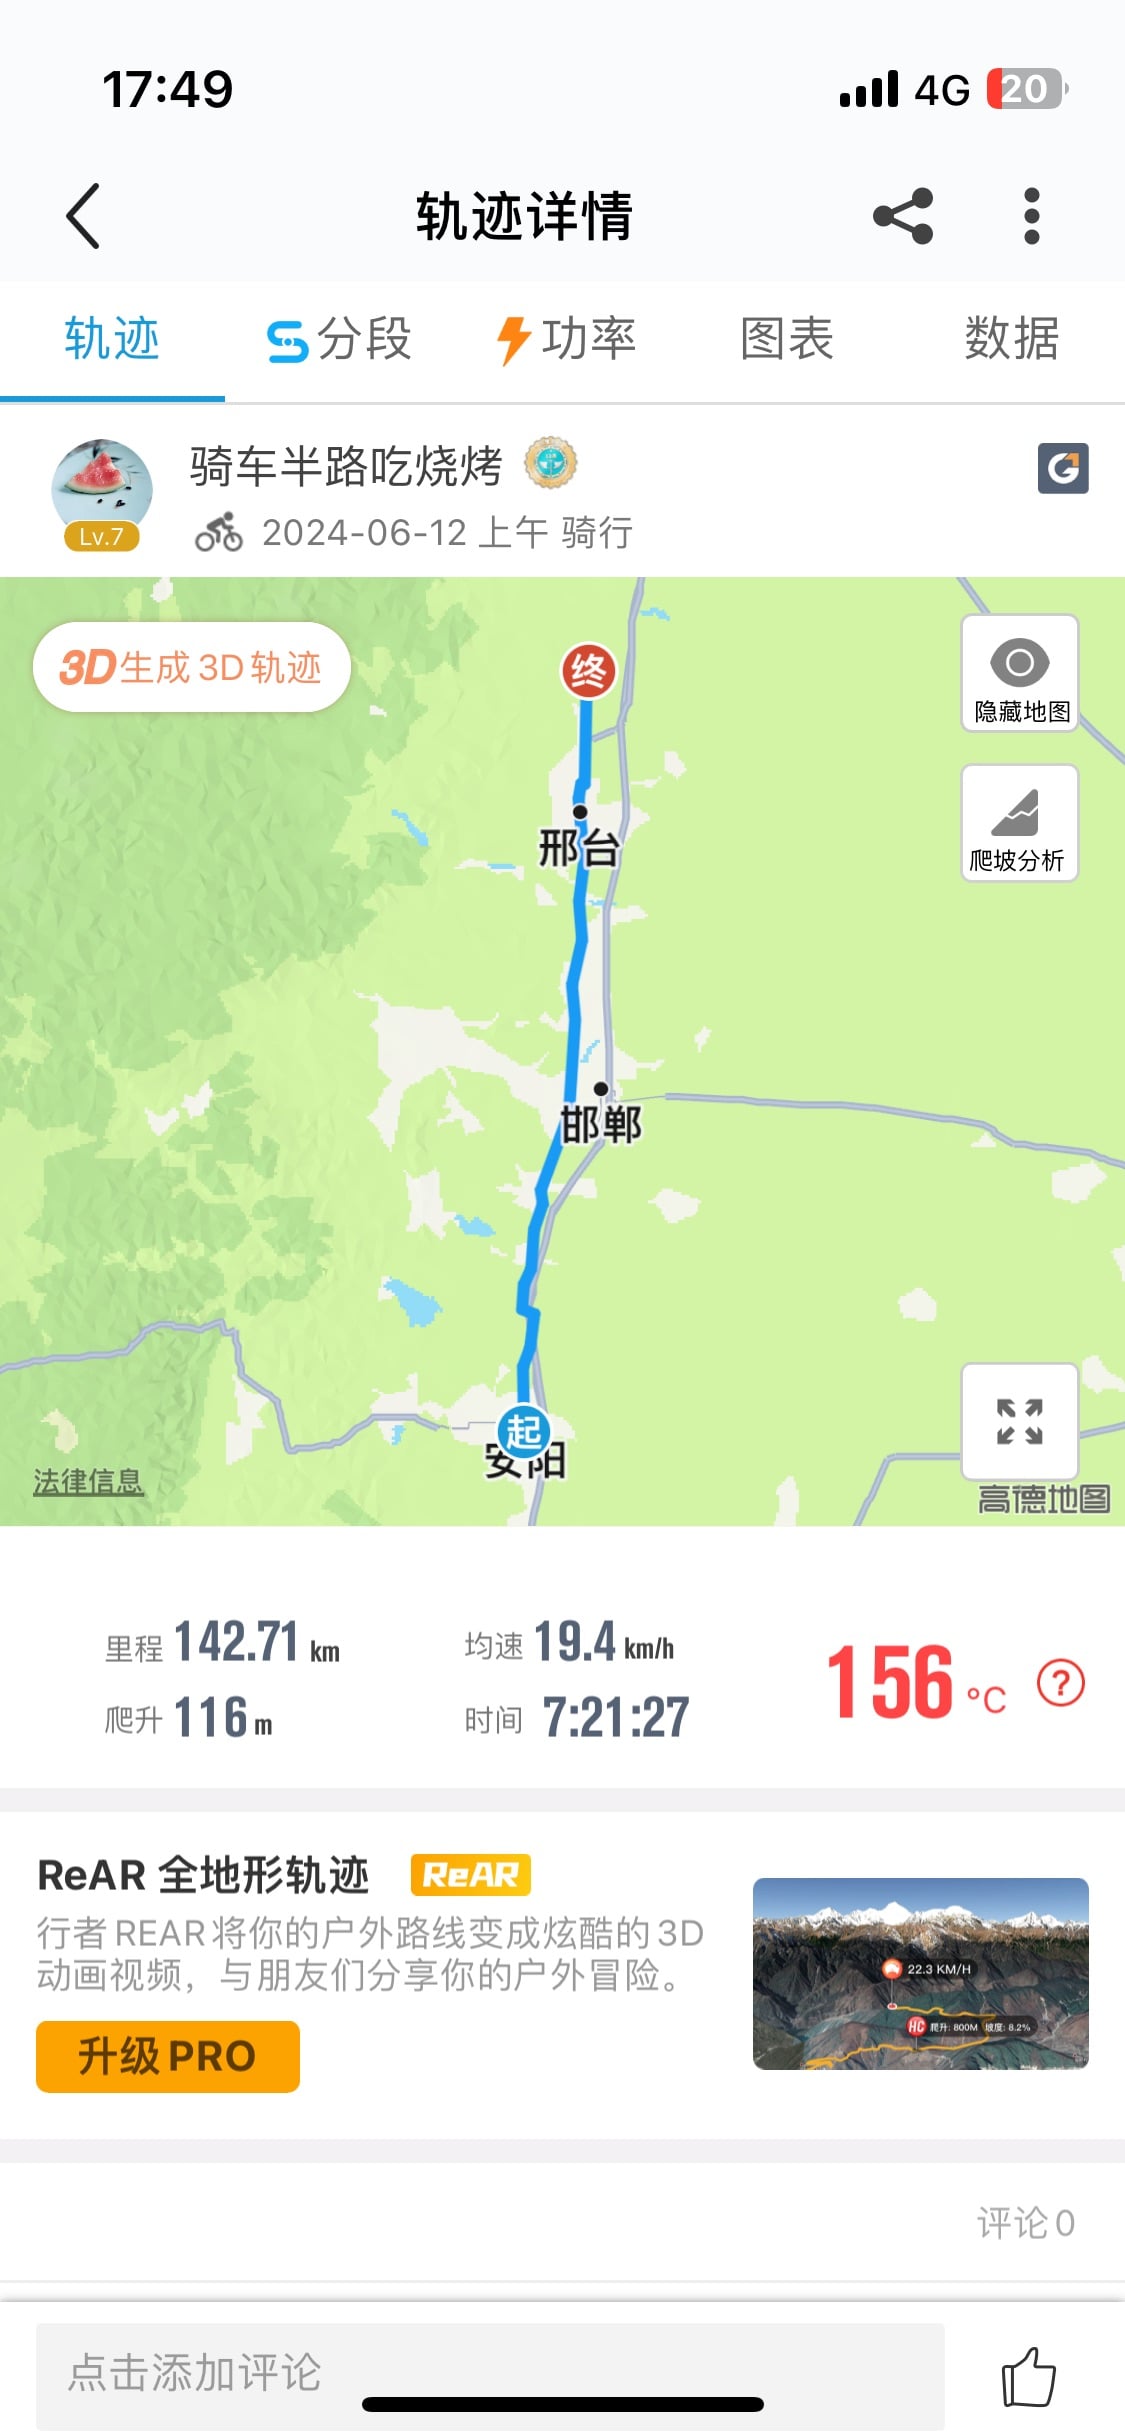 17:49
4G 20
轨迹详情
轨迹 分段 功率 图表 数据
骑车半路吃烧烤
Lv.7
2024-06-12 上午 骑行
3D 生成 3D 轨迹
终
隐藏地图
爬坡分析
邢台
邯郸
起
安阳
法律信息
高德地图
里程 142.71 km 均速 19.4 km/h
爬升 116 m 时间 7:21:27
156 °C ?
ReAR 全地形轨迹 ReAR
行者REAR将你的户外路线变成炫酷的3D
动画视频，与朋友们分享你的户外冒险。
22.3 KM/H
HC 爬升: 800M 坡度: 8.2%
升级PRO
评论0
点击添加评论